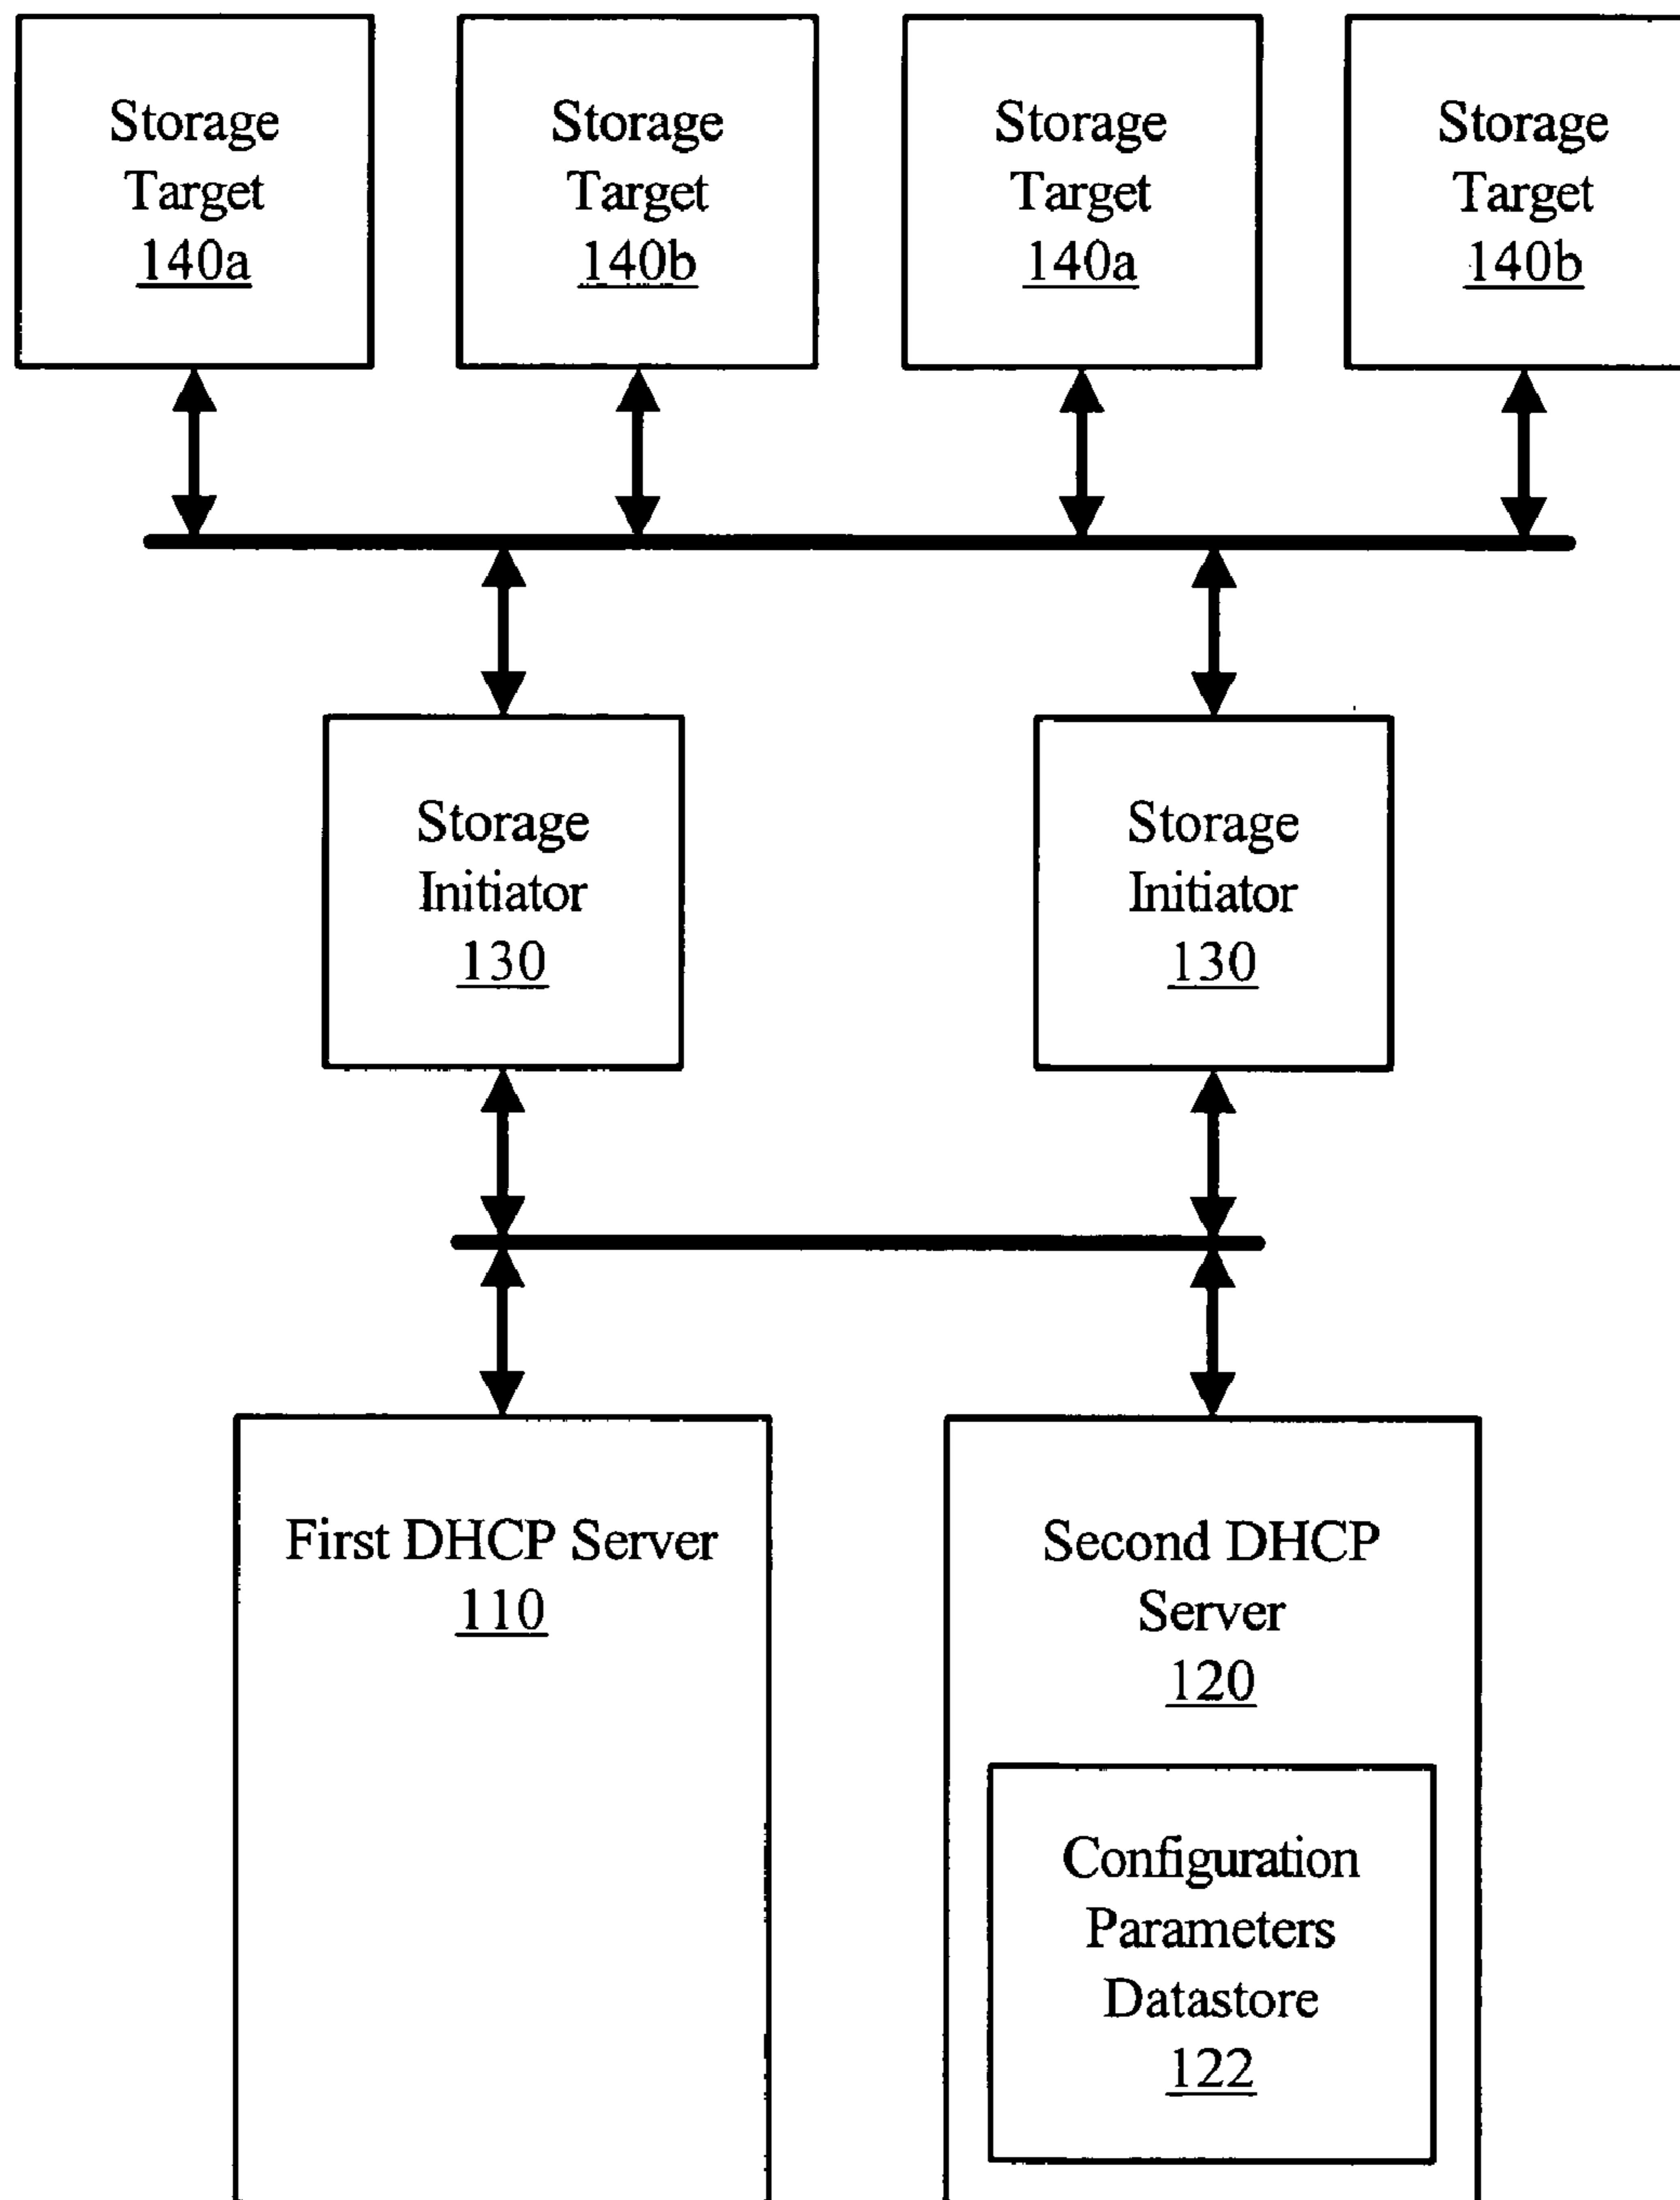 Storage
Target
140a
Storage
Target
140b
Storage
Target
140a
Storage
Target
140b
Storage
Initiator
130
Storage
Initiator
130
First DHCP Server
110
Second DHCP
Server
120
Configuration
Parameters
Datastore
122